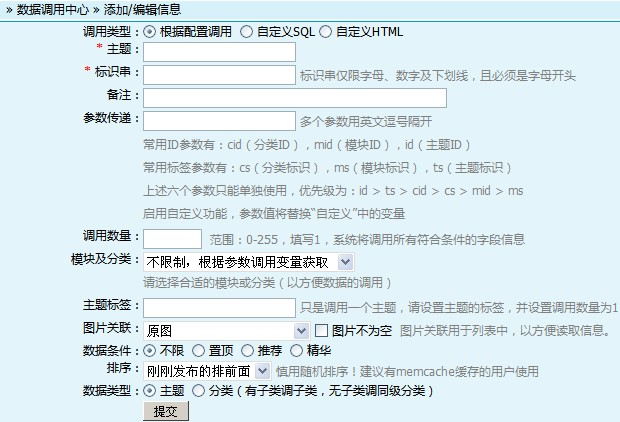 » 数据调用中心 » 添加/编辑信息
调用类型： 根据配置调用 自定义SQL 自定义HTML
* 主题：
* 标识串： 标识串仅限字母、数字及下划线，且必须是字母开头
备注：
参数传递： 多个参数用英文逗号隔开
常用ID参数有：cid（分类ID），mid（模块ID），id（主题ID）
常用标签参数有：cs（分类标识），ms（模块标识），ts（主题标识）
上述六个参数只能单独使用，优先级为：id > ts > cid > cs > mid > ms
启用自定义功能，参数值将替换“自定义”中的变量
调用数量： 范围：0-255，填写1，系统将调用所有符合条件的字段信息
模块及分类： 不限制，根据参数调用变量获取
请选择合适的模块或分类（以方便数据的调用）
主题标签： 只是调用一个主题，请设置主题的标签，并设置调用数量为1
图片关联： 原图 图片不为空 图片关联用于列表中，以方便读取信息。
数据条件： 不限 置顶 推荐 精华
排序： 刚刚发布的排前面 慎用随机排序！建议有memcache缓存的用户使用
数据类型： 主题 分类（有子类调子类，无子类调同级分类）
提交